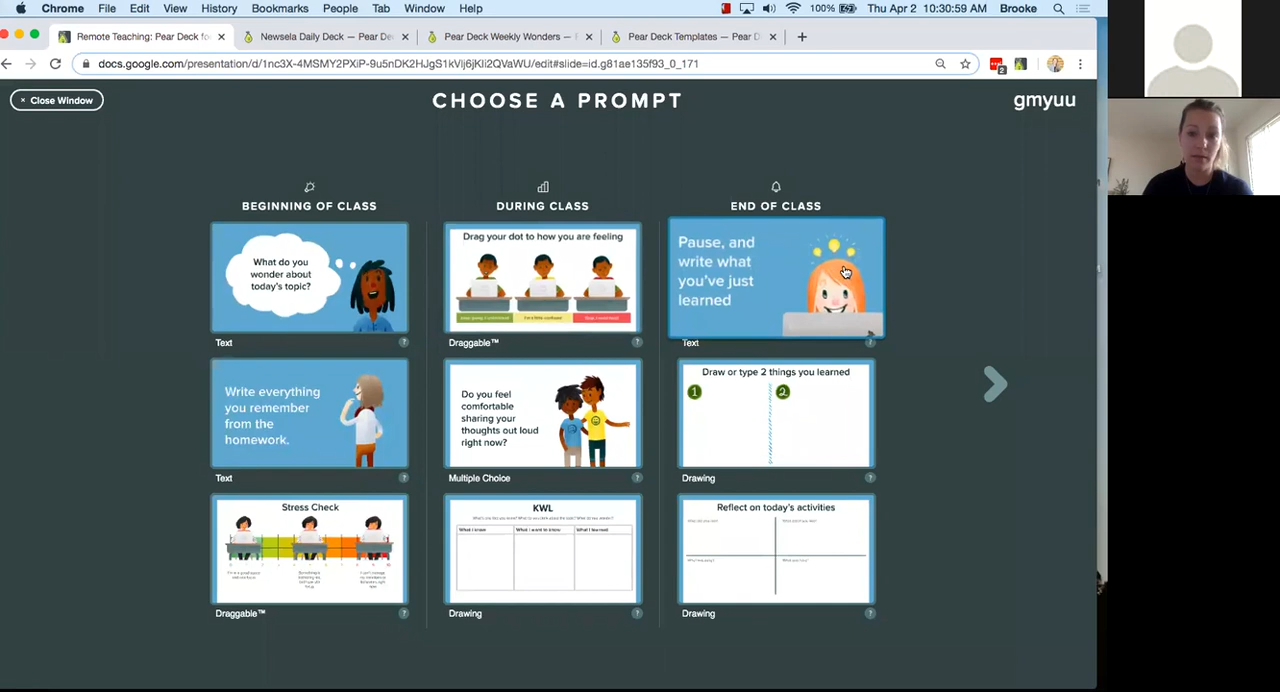 Chrome File Edit View History Bookmarks People Tab Window Help 100% Thu Apr 2 10:30:59 AM Brooke
Remote Teaching: Pear Deck fo × Newsela Daily Deck — Pear De × Pear Deck Weekly Wonders — × Pear Deck Templates — Pear D × +
docs.google.com/presentation/d/1nc3X-4MSMY2PXiP-9u5nDK2HJgS1kVlj6jKli2QVaWU/edit#slide=id.g81ae135f93_0_171
2
× Close Window
CHOOSE A PROMPT
gmyuu
BEGINNING OF CLASS
What do you
wonder about
today's topic?
Text ?
Write everything
you remember
from the
homework.
Text ?
Stress Check
Draggable™ ?
DURING CLASS
Drag your dot to how you are feeling
Draggable™ ?
Do you feel
comfortable
sharing your
thoughts out loud
right now?
Multiple Choice ?
KWL
What I know What I want to know What I learned
Drawing ?
END OF CLASS
Pause, and
write what
you've just
learned
Text ?
Draw or type 2 things you learned
1 2
Drawing ?
Reflect on today's activities
Drawing ?